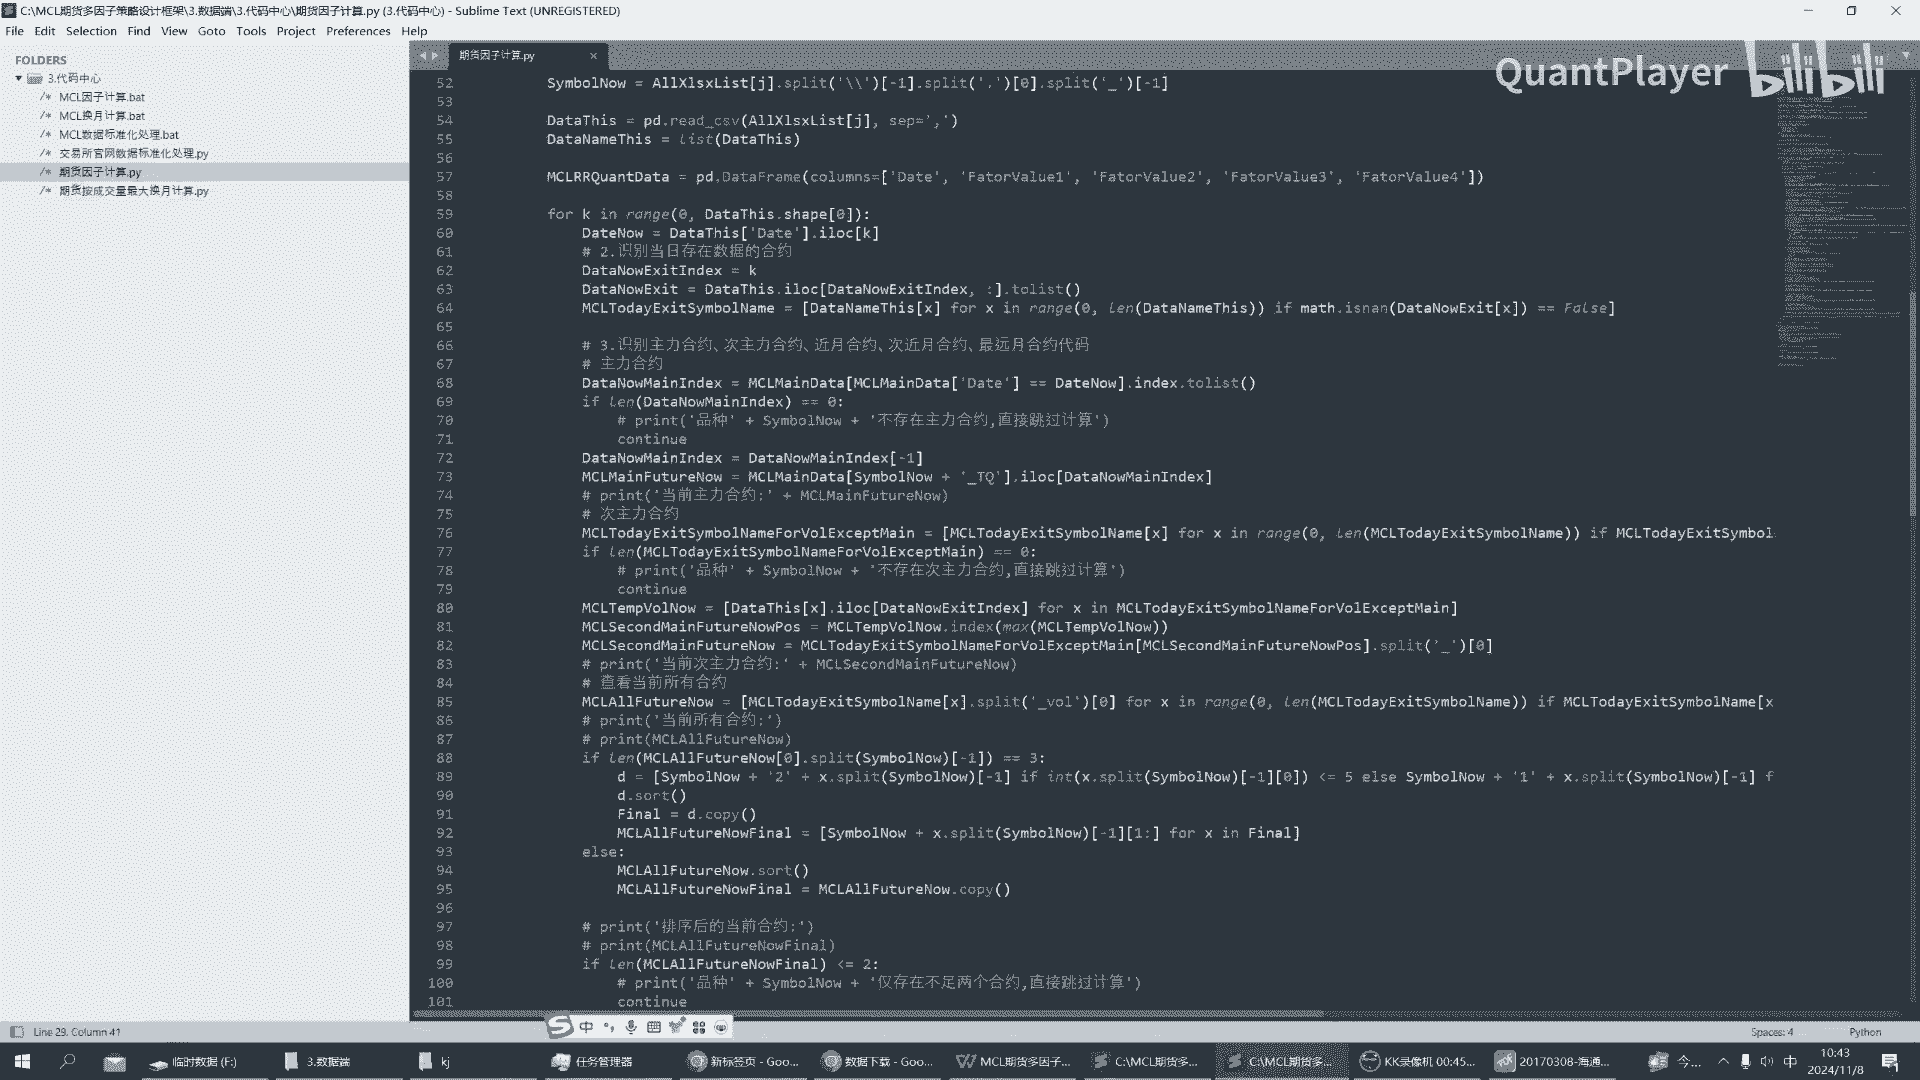 C:\MCL期货多因子策略设计框架\3.数据端\3.代码中心\期货因子计算.py (3.代码中心) - Sublime Text (UNREGISTERED)
File Edit Selection Find View Goto Tools Project Preferences Help
FOLDERS
3.代码中心
MCL因子计算.bat
MCL换月计算.bat
MCL数据标准化处理.bat
交易所官网数据标准化处理.py
期货因子计算.py
期货按成交量最大换月计算.py
期货因子计算.py
QuantPlayer bilibili
52 SymbolNow = AllXlsxList[j].split('\\')[-1].split('.')[0].split('_')[-1]
53
54 DataThis = pd.read_csv(AllXlsxList[j], sep=',')
55 DataNameThis = list(DataThis)
56
57 MCLRRQuantData = pd.DataFrame(columns=['Date', 'FatorValue1', 'FatorValue2', 'FatorValue3', 'FatorValue4'])
58
59 for k in range(0, DataThis.shape[0]):
60 DateNow = DataThis['Date'].iloc[k]
61 # 2.识别当日存在数据的合约
62 DataNowExitIndex = k
63 DataNowExit = DataThis.iloc[DataNowExitIndex, :].tolist()
64 MCLTodayExitSymbolName = [DataNameThis[x] for x in range(0, len(DataNameThis)) if math.isnan(DataNowExit[x]) == False]
65
66 # 3.识别主力合约、次主力合约、近月合约、次近月合约、最远月合约代码
67 # 主力合约
68 DataNowMainIndex = MCLMainData[MCLMainData['Date'] == DateNow].index.tolist()
69 if len(DataNowMainIndex) == 0:
70 # print('品种' + SymbolNow + '不存在主力合约,直接跳过计算')
71 continue
72 DataNowMainIndex = DataNowMainIndex[-1]
73 MCLMainFutureNow = MCLMainData[SymbolNow + '_TQ'].iloc[DataNowMainIndex]
74 # print('当前主力合约:' + MCLMainFutureNow)
75 # 次主力合约
76 MCLTodayExitSymbolNameForVolExceptMain = [MCLTodayExitSymbolName[x] for x in range(0, len(MCLTodayExitSymbolName)) if MCLTodayExitSymbol
77 if len(MCLTodayExitSymbolNameForVolExceptMain) == 0:
78 # print('品种' + SymbolNow + '不存在次主力合约,直接跳过计算')
79 continue
80 MCLTempVolNow = [DataThis[x].iloc[DataNowExitIndex] for x in MCLTodayExitSymbolNameForVolExceptMain]
81 MCLSecondMainFutureNowPos = MCLTempVolNow.index(max(MCLTempVolNow))
82 MCLSecondMainFutureNow = MCLTodayExitSymbolNameForVolExceptMain[MCLSecondMainFutureNowPos].split('_')[0]
83 # print('当前次主力合约:' + MCLSecondMainFutureNow)
84 # 查看当前所有合约
85 MCLAllFutureNow = [MCLTodayExitSymbolName[x].split('_vol')[0] for x in range(0, len(MCLTodayExitSymbolName)) if MCLTodayExitSymbolName[x
86 # print('当前所有合约:')
87 # print(MCLAllFutureNow)
88 if len(MCLAllFutureNow[0].split(SymbolNow)[-1]) == 3:
89 d = [SymbolNow + '2' + x.split(SymbolNow)[-1] if int(x.split(SymbolNow)[-1][0]) <= 5 else SymbolNow + '1' + x.split(SymbolNow)[-1] f
90 d.sort()
91 Final = d.copy()
92 MCLAllFutureNowFinal = [SymbolNow + x.split(SymbolNow)[-1][1:] for x in Final]
93 else:
94 MCLAllFutureNow.sort()
95 MCLAllFutureNowFinal = MCLAllFutureNow.copy()
96
97 # print('排序后的当前合约:')
98 # print(MCLAllFutureNowFinal)
99 if len(MCLAllFutureNowFinal) <= 2:
100 # print('品种' + SymbolNow + '仅存在不足两个合约,直接跳过计算')
101 continue
Line 29, Column 41
中
Spaces: 4 Python
临时数据 (F:) 3.数据端 kj 任务管理器 新标签页 - Goo... 数据下载 - Goo... MCL期货多因子... C:\MCL期货多... C:\MCL期货多... KK录像机 00:45... 20170308-海通... 今... 中
10:43
2024/11/8